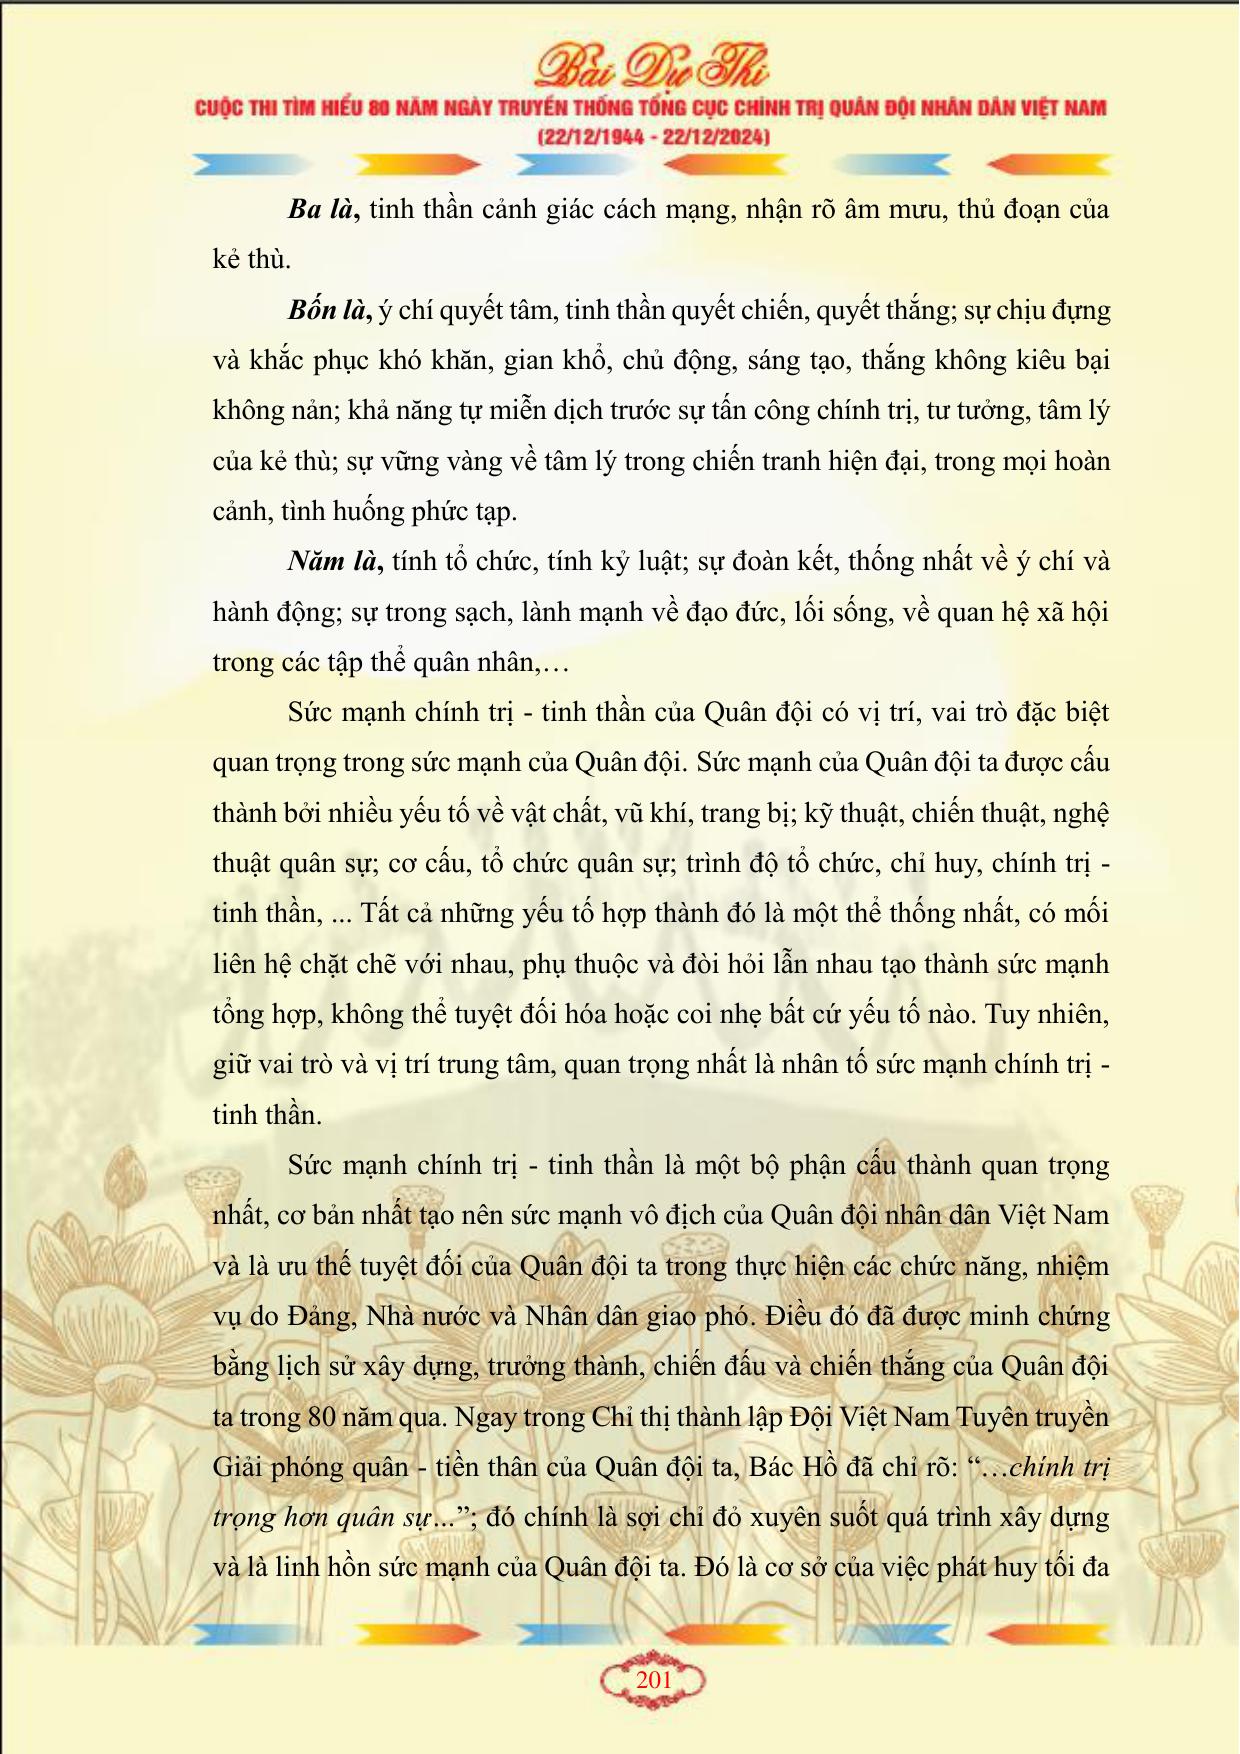 Bài Dự Thi
CUỘC THI TÌM HIỂU 80 NĂM NGÀY TRUYỀN THỐNG TỔNG CỤC CHÍNH TRỊ QUÂN ĐỘI NHÂN DÂN VIỆT NAM
(22/12/1944 - 22/12/2024)
Ba là, tinh thần cảnh giác cách mạng, nhận rõ âm mưu, thủ đoạn của
kẻ thù.
Bốn là, ý chí quyết tâm, tinh thần quyết chiến, quyết thắng; sự chịu đựng
và khắc phục khó khăn, gian khổ, chủ động, sáng tạo, thắng không kiêu bại
không nản; khả năng tự miễn dịch trước sự tấn công chính trị, tư tưởng, tâm lý
của kẻ thù; sự vững vàng về tâm lý trong chiến tranh hiện đại, trong mọi hoàn
cảnh, tình huống phức tạp.
Năm là, tính tổ chức, tính kỷ luật; sự đoàn kết, thống nhất về ý chí và
hành động; sự trong sạch, lành mạnh về đạo đức, lối sống, về quan hệ xã hội
trong các tập thể quân nhân,…
Sức mạnh chính trị - tinh thần của Quân đội có vị trí, vai trò đặc biệt
quan trọng trong sức mạnh của Quân đội. Sức mạnh của Quân đội ta được cấu
thành bởi nhiều yếu tố về vật chất, vũ khí, trang bị; kỹ thuật, chiến thuật, nghệ
thuật quân sự; cơ cấu, tổ chức quân sự; trình độ tổ chức, chỉ huy, chính trị -
tinh thần, ... Tất cả những yếu tố hợp thành đó là một thể thống nhất, có mối
liên hệ chặt chẽ với nhau, phụ thuộc và đòi hỏi lẫn nhau tạo thành sức mạnh
tổng hợp, không thể tuyệt đối hóa hoặc coi nhẹ bất cứ yếu tố nào. Tuy nhiên,
giữ vai trò và vị trí trung tâm, quan trọng nhất là nhân tố sức mạnh chính trị -
tinh thần.
Sức mạnh chính trị - tinh thần là một bộ phận cấu thành quan trọng
nhất, cơ bản nhất tạo nên sức mạnh vô địch của Quân đội nhân dân Việt Nam
và là ưu thế tuyệt đối của Quân đội ta trong thực hiện các chức năng, nhiệm
vụ do Đảng, Nhà nước và Nhân dân giao phó. Điều đó đã được minh chứng
bằng lịch sử xây dựng, trưởng thành, chiến đấu và chiến thắng của Quân đội
ta trong 80 năm qua. Ngay trong Chỉ thị thành lập Đội Việt Nam Tuyên truyền
Giải phóng quân - tiền thân của Quân đội ta, Bác Hồ đã chỉ rõ: “…chính trị
trọng hơn quân sự...”; đó chính là sợi chỉ đỏ xuyên suốt quá trình xây dựng
và là linh hồn sức mạnh của Quân đội ta. Đó là cơ sở của việc phát huy tối đa
201